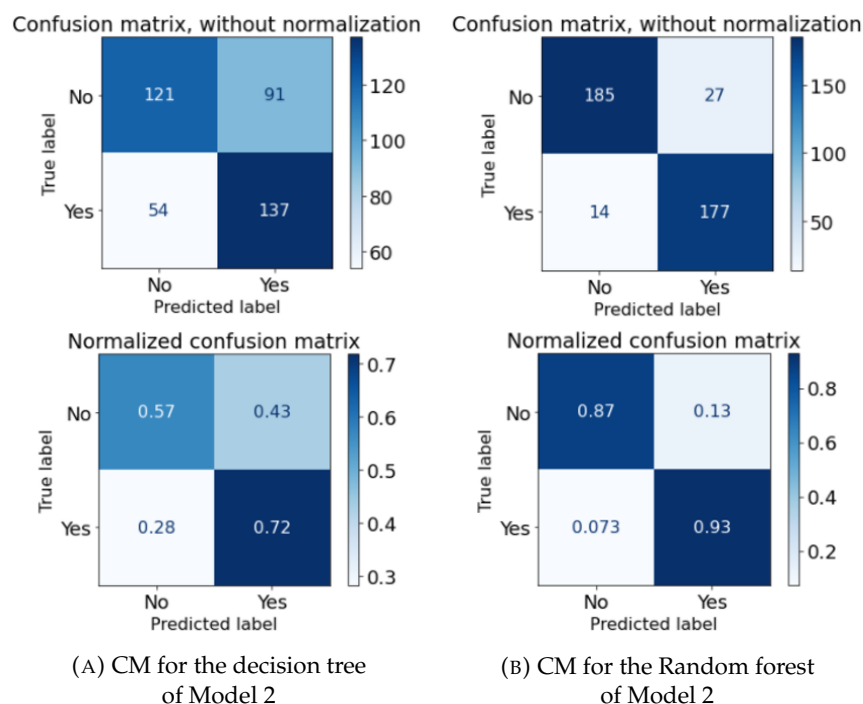 Confusion matrix, without normalization
True label
No
121
91
120
100
80
60
Yes
54
137
No
Yes
Predicted label
Normalized confusion matrix
True label
No
0.57
0.43
0.7
0.6
0.5
0.4
0.3
Yes
0.28
0.72
No
Yes
Predicted label
(A) CM for the decision tree
of Model 2
Confusion matrix, without normalization
True label
No
185
27
150
100
50
Yes
14
177
No
Yes
Predicted label
Normalized confusion matrix
True label
No
0.87
0.13
0.8
0.6
0.4
0.2
Yes
0.073
0.93
No
Yes
Predicted label
(B) CM for the Random forest
of Model 2